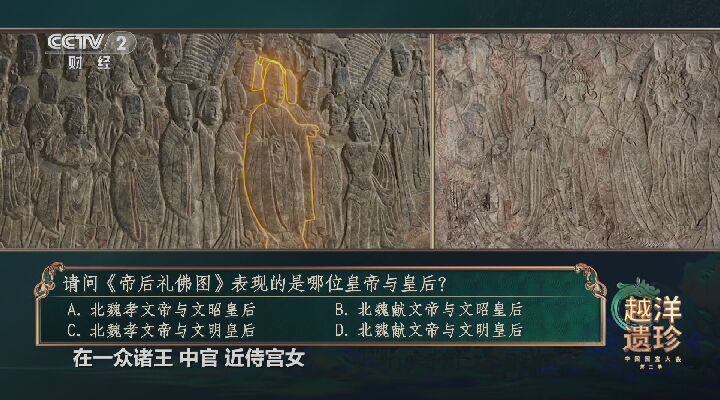 CCTV 2
财经
请问《帝后礼佛图》表现的是哪位皇帝与皇后?
A. 北魏孝文帝与文昭皇后
B. 北魏献文帝与文昭皇后
C. 北魏孝文帝与文明皇后
D. 北魏献文帝与文明皇后
越洋
遗珍
中国国宝大会
第二季
在一众诸王 中官 近侍宫女